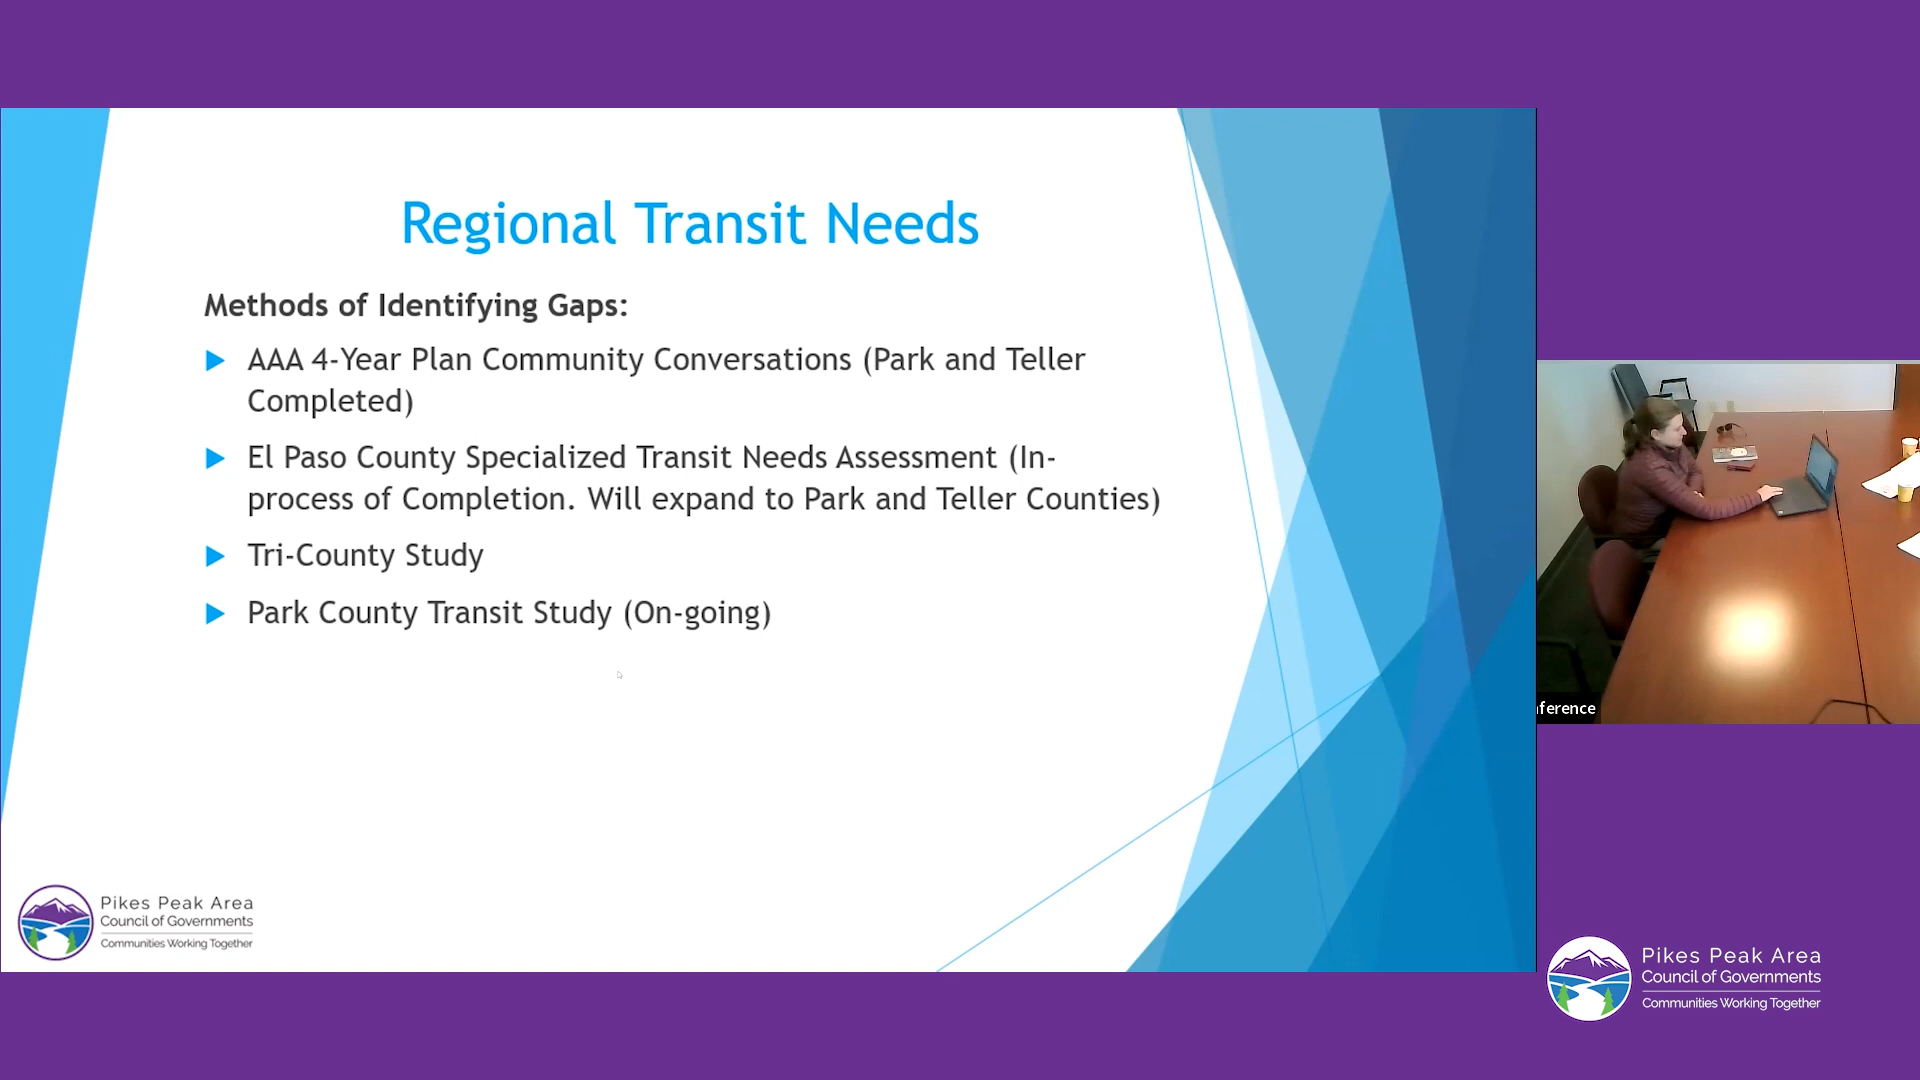 Regional Transit Needs
Methods of Identifying Gaps:
AAA 4-Year Plan Community Conversations (Park and Teller
Completed)
El Paso County Specialized Transit Needs Assessment (In-
process of Completion. Will expand to Park and Teller Counties)
Tri-County Study
Park County Transit Study (On-going)
Pikes Peak Area
Council of Governments
Communities Working Together
Pikes Peak Area
Council of Governments
Communities Working Together